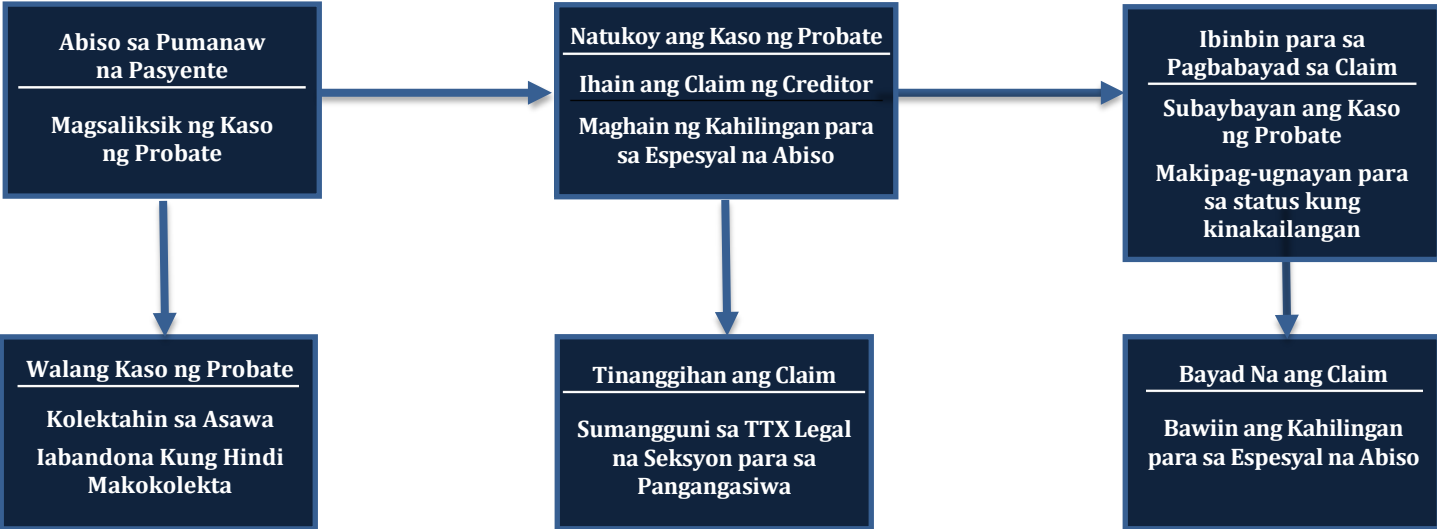 Abiso sa Pumanaw
na Pasyente
Magsaliksik ng Kaso
ng Probate
Natukoy ang Kaso ng Probate
Ihain ang Claim ng Creditor
Maghain ng Kahilingan para
sa Espesyal na Abiso
Ibinbin para sa
Pagbabayad sa Claim
Subaybayan ang Kaso
ng Probate
Makipag-ugnayan para
sa status kung
kinakailangan
Walang Kaso ng Probate
Kolektahin sa Asawa
Iabandona Kung Hindi
Makokolekta
Tinanggihan ang Claim
Sumangguni sa TTX Legal
na Seksyon para sa
Pangangasiwa
Bayad Na ang Claim
Bawiin ang Kahilingan
para sa Espesyal na Abiso